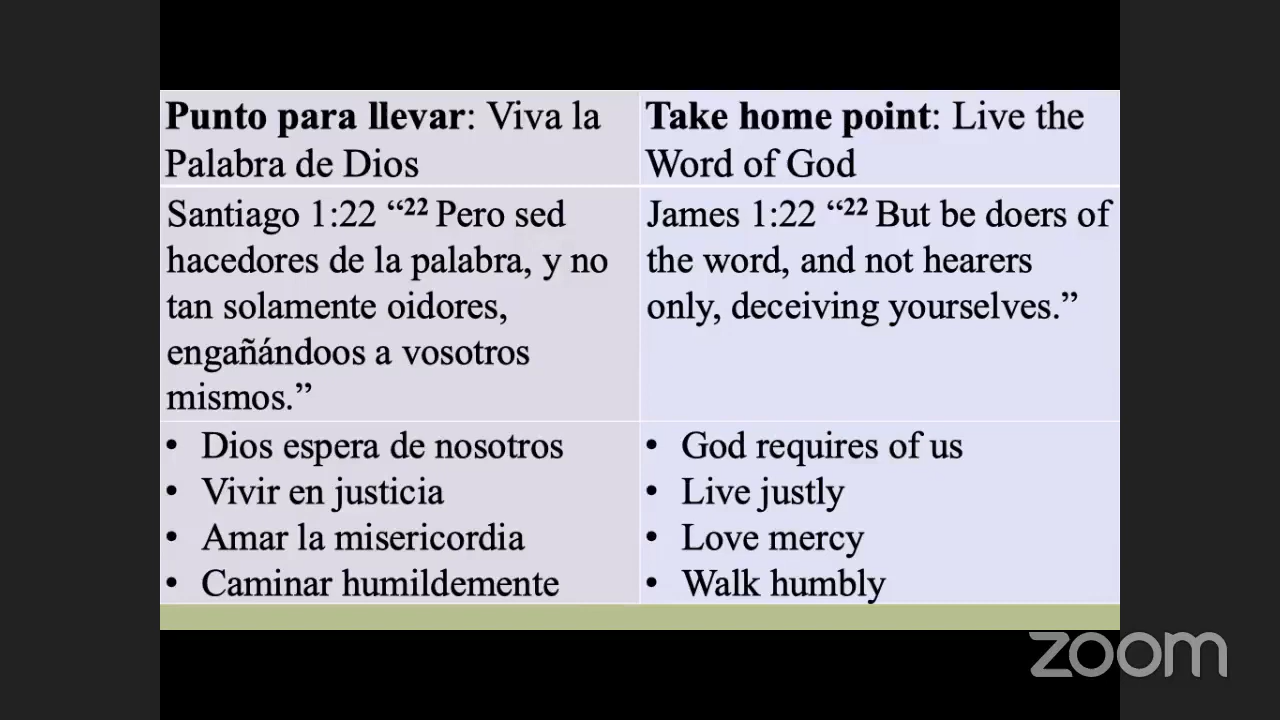 Punto para llevar: Viva la
Palabra de Dios
Take home point: Live the
Word of God
Santiago 1:22 “22 Pero sed
hacedores de la palabra, y no
tan solamente oidores,
engañándoos a vosotros
mismos.”
James 1:22 “22 But be doers of
the word, and not hearers
only, deceiving yourselves.”
• Dios espera de nosotros
• Vivir en justicia
• Amar la misericordia
• Caminar humildemente
• God requires of us
• Live justly
• Love mercy
• Walk humbly
zoom